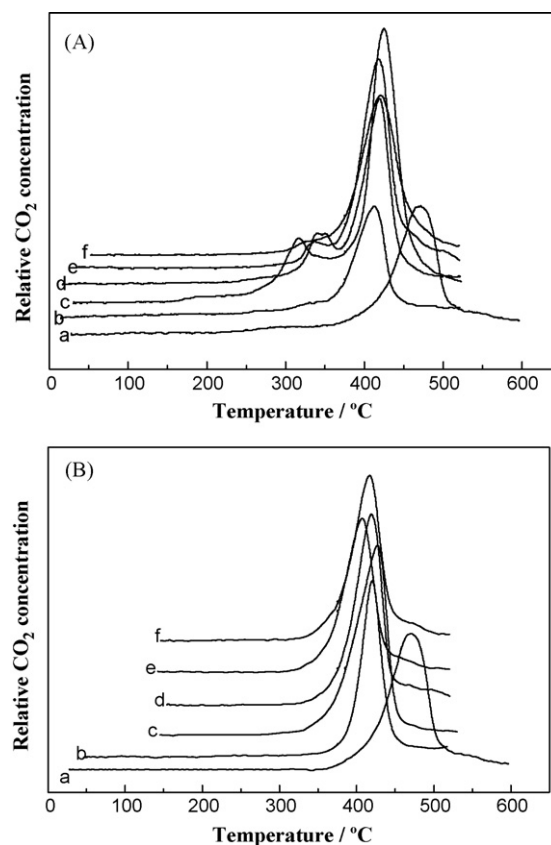 (A)
Relative CO₂ concentration
f
e
d
c
b
a
0 100 200 300 400 500 600
Temperature / ºC
(B)
Relative CO₂ concentration
f
e
d
c
b
a
0 100 200 300 400 500 600
Temperature / ºC